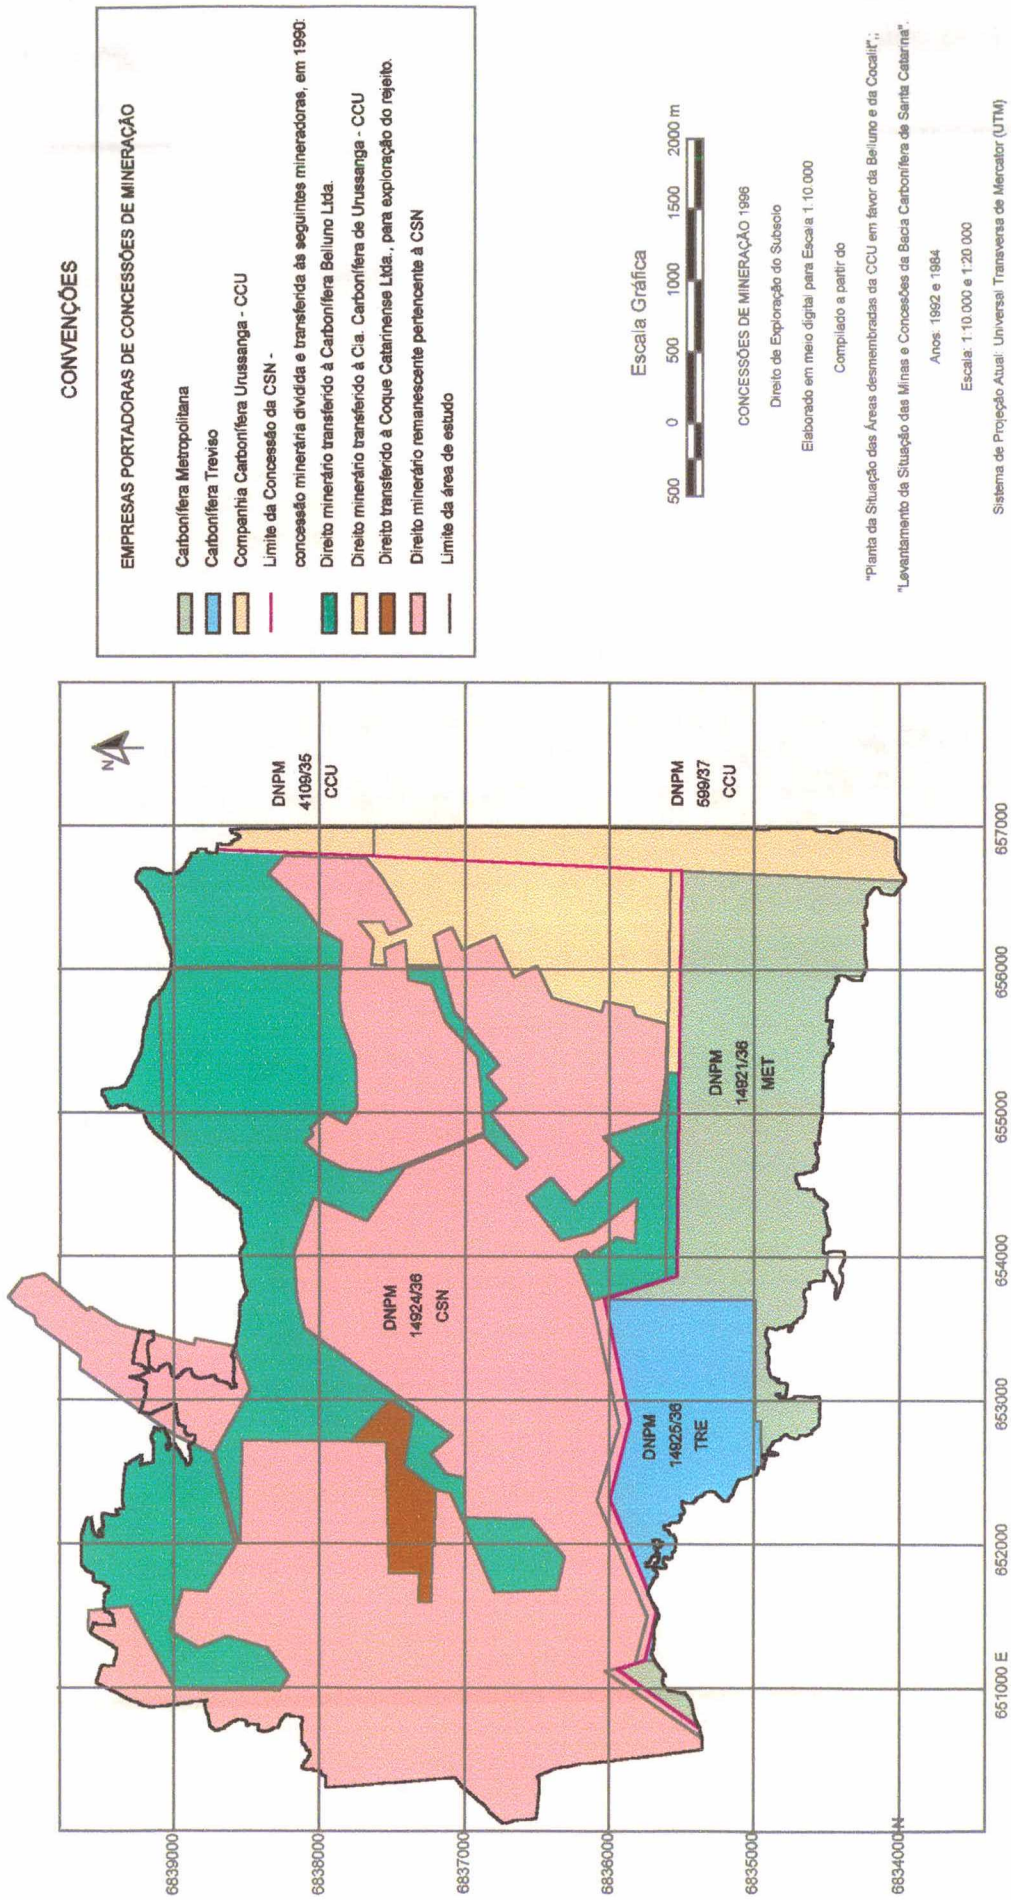 CONVENÇÕES
EMPRESAS PORTADORAS DE CONCESSÕES DE MINERAÇÃO
Carbonífera Metropolitana
Carbonífera Treviso
Companhia Carbonífera Urussanga - CCU
Limite da Concessão da CSN -
concessão minerária dividida e transferida às seguintes mineradoras, em 1990:
Direito minerário transferido à Carbonífera Belluno Ltda.
Direito minerário transferido à Cia. Carbonífera de Urussanga - CCU
Direito transferido à Coque Catarinense Ltda., para exploração do rejeito.
Direito minerário remanescente pertencente à CSN
Limite da área de estudo
Escala Gráfica
500 0 500 1000 1500 2000 m
CONCESSÕES DE MINERAÇÃO 1996
Direito de Exploração do Subsolo
Elaborado em meio digital para Escala 1:10 000
Compilado a partir do
"Planta da Situação das Áreas desmembradas da CCU em favor da Belluno e da Cocalit";
"Levantamento da Situação das Minas e Concesões da Bacia Carbonífera de Santa Catarina".
Anos: 1992 e 1984
Escala: 1:10.000 e 1:20 000
Sistema de Projeção Atual: Universal Transversa de Mercator (UTM)
N
DNPM
4109/35
CCU
DNPM
599/37
CCU
DNPM
14924/36
CSN
DNPM
14921/36
MET
DNPM
14925/36
TRE
6839000
6838000
6837000
6836000
6835000
6834000 N
651000 E
652000
653000
654000
655000
656000
657000